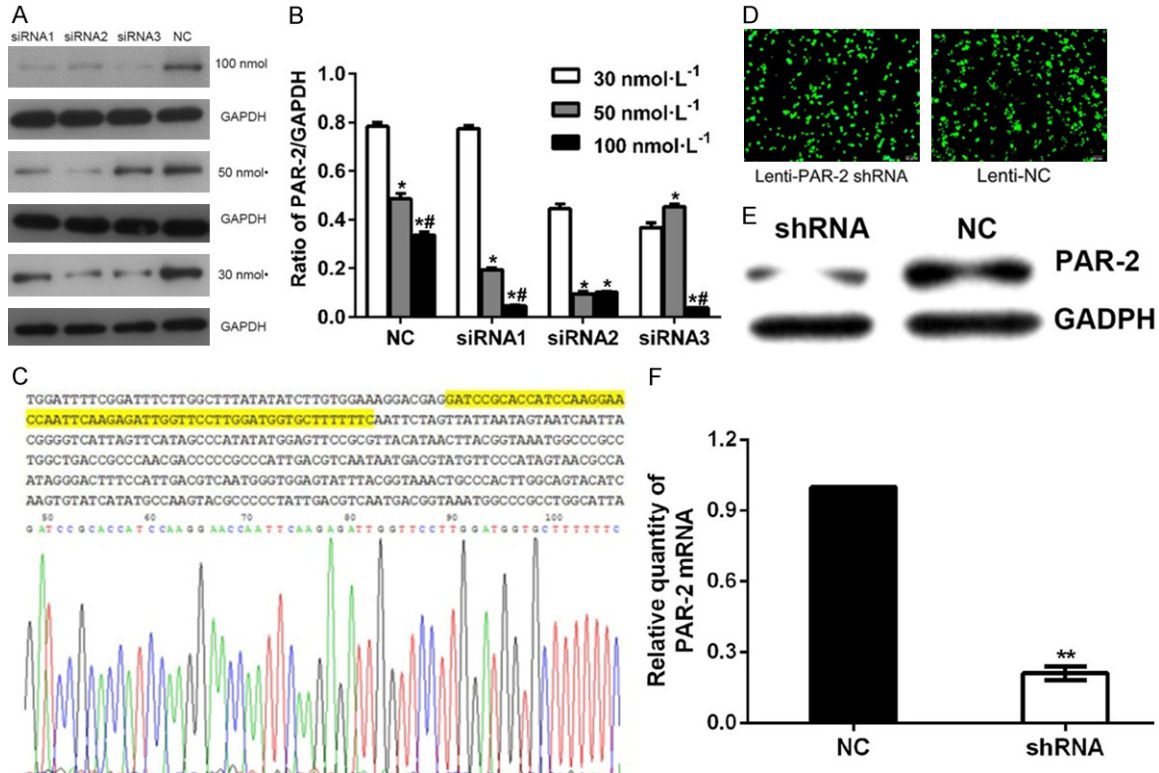 A
siRNA1 siRNA2 siRNA3 NC
100 nmol
GAPDH
50 nmol•
GAPDH
30 nmol•
GAPDH
B
Ratio of PAR-2/GAPDH
1.0
0.8
0.6
0.4
0.2
0.0
30 nmol·L-1
50 nmol·L-1
100 nmol·L-1
*
*#
*
*#
*
*
*
*#
NC siRNA1 siRNA2 siRNA3
C
TGGATTTTCGGATTTCTTGGCTTTATATATCTTGTGGAAAGGACGAGGATCCGCACCATCCAAGGAA
CCAATTCAAGAGATTGGTTCCTTGGATGGTGCTTTTTTCAATTCTAGTTATTAATAGTAATCAATTA
CGGGGTCATTAGTTCATAGCCCATATATGGAGTTCCGCGTTACATAACTTACGGTAAATGGCCCGCC
TGGCTGACCGCCCAACGACCCCCGCCCATTGACGTCAATAATGACGTATGTTCCCATAGTAACGCCA
ATAGGGACTTTCCATTGACGTCAATGGGTGGAGTATTTACGGTAAACTGCCCACTTGGCAGTACATC
AAGTGTATCATATGCCAAGTACGCCCCCTATTGACGTCAATGACGGTAAATGGCCCGCCTGGCATTA
50 60 70 80 90 100
GATCCGCACCATCCAAGGAACCAATTCAAGAGATTGGTTCCTTGGATGGTGCTTTTTTC
D
Lenti-PAR-2 shRNA Lenti-NC
E
shRNA NC
PAR-2
GADPH
F
Relative quantity of
PAR-2 mRNA
1.2
0.9
0.6
0.3
0.0
**
NC shRNA